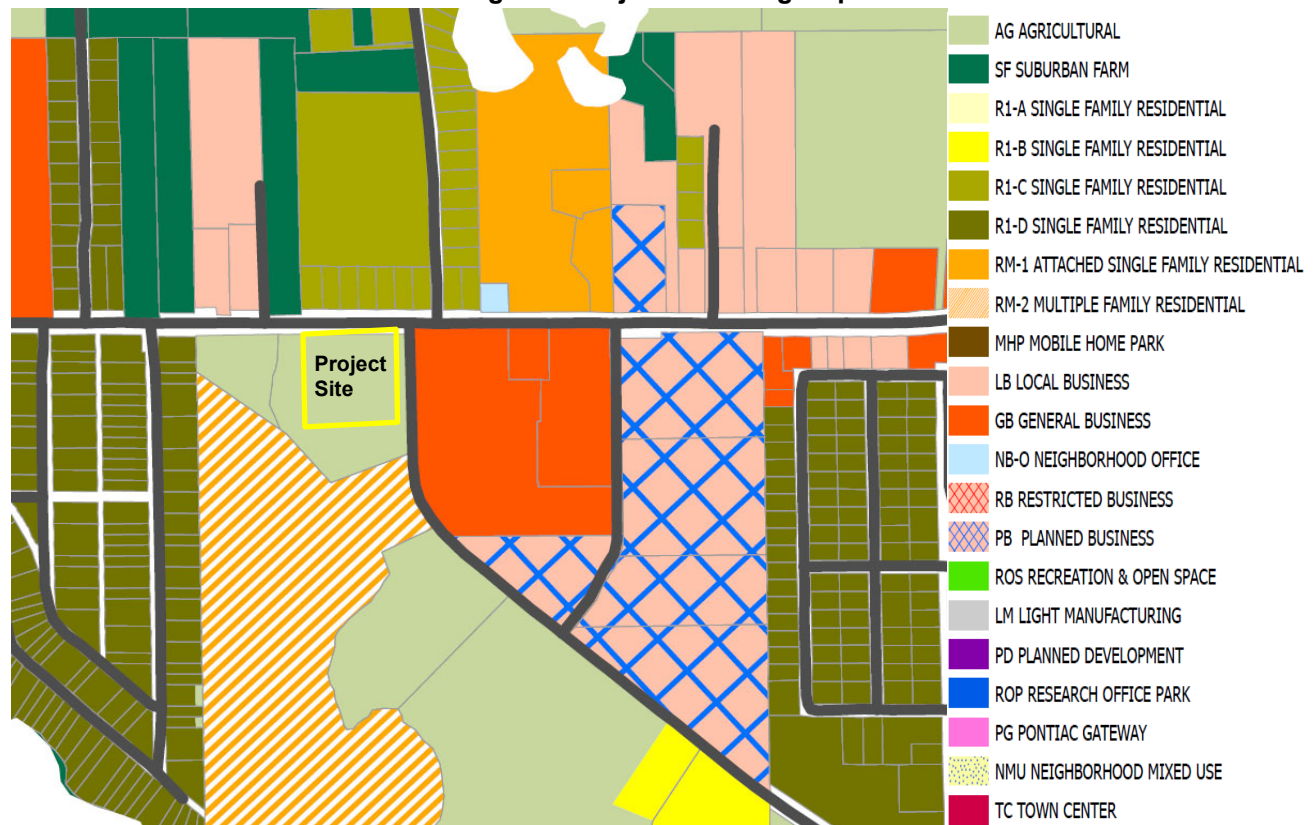 Project
Site
AG AGRICULTURAL
SF SUBURBAN FARM
R1-A SINGLE FAMILY RESIDENTIAL
R1-B SINGLE FAMILY RESIDENTIAL
R1-C SINGLE FAMILY RESIDENTIAL
R1-D SINGLE FAMILY RESIDENTIAL
RM-1 ATTACHED SINGLE FAMILY RESIDENTIAL
RM-2 MULTIPLE FAMILY RESIDENTIAL
MHP MOBILE HOME PARK
LB LOCAL BUSINESS
GB GENERAL BUSINESS
NB-O NEIGHBORHOOD OFFICE
RB RESTRICTED BUSINESS
PB PLANNED BUSINESS
ROS RECREATION & OPEN SPACE
LM LIGHT MANUFACTURING
PD PLANNED DEVELOPMENT
ROP RESEARCH OFFICE PARK
PG PONTIAC GATEWAY
NMU NEIGHBORHOOD MIXED USE
TC TOWN CENTER